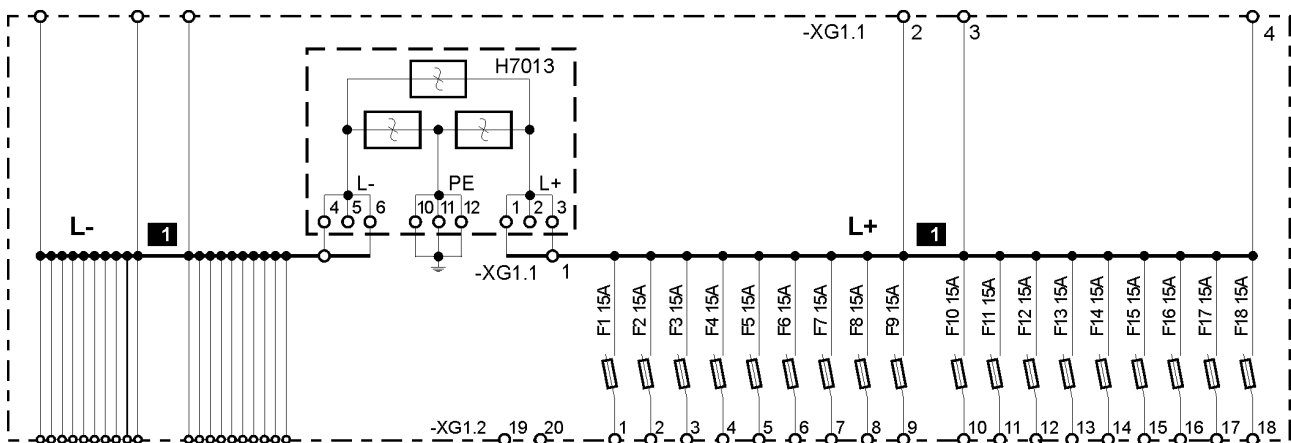 -XG1.1 2 3 4
H7013
L- PE L+
4 5 6 10 11 12 1 2 3
L- 1 L+ 1
-XG1.1 1
F1 15A
F2 15A
F3 15A
F4 15A
F5 15A
F6 15A
F7 15A
F8 15A
F9 15A
F10 15A
F11 15A
F12 15A
F13 15A
F14 15A
F15 15A
F16 15A
F17 15A
F18 15A
-XG1.2 19 20 1 2 3 4 5 6 7 8 9 10 11 12 13 14 15 16 17 18